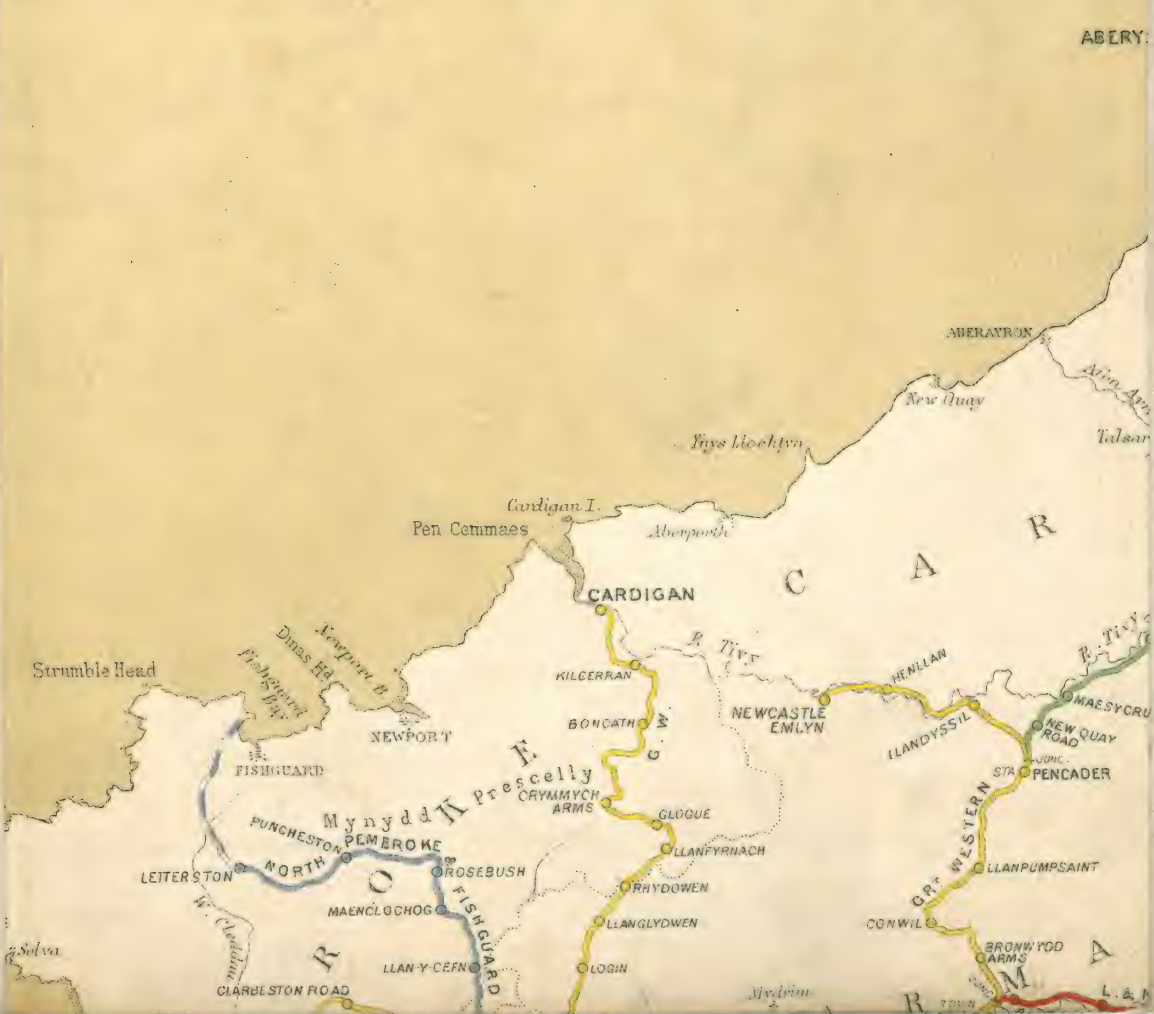 ABERY
ABERAYRON
New Quay
Talsar
Cardigan I.
Pen Cemmaes
Aberporth
C A R
CARDIGAN
R. Tivy
R. Tivy
Strumble Head
Newport B.
Dinas Hd.
Fishguard
Bay
KILGERRAN
HENLLAN
MAESYCRU
NEWCASTLE
EMLYN
LLANDYSSIL
NEW QUAY
ROAD
BONCATH
G. W.
NEWPORT
FISHGUARD
JUNC.
STA
PENCADER
Mynydd Prescelly
E
K
O
R
CRYMMYCH
ARMS
GLOGUE
LLANFYRNACH
PUNCHESTON
NORTH PEMBROKE & FISHGUARD
LETTERSTON
ROSEBUSH
RHYDOWEN
GRT WESTERN
LLANPUMPSAINT
MAENCLOCHOG
LLANGLYDWEN
CONWIL
W. Cleddau
BRONWYDD
ARMS
Solva
LLAN-Y-CEFN
LOGIN
CLARBESTON ROAD
Mydrim
R M A
JUNC
TOWN
L. &